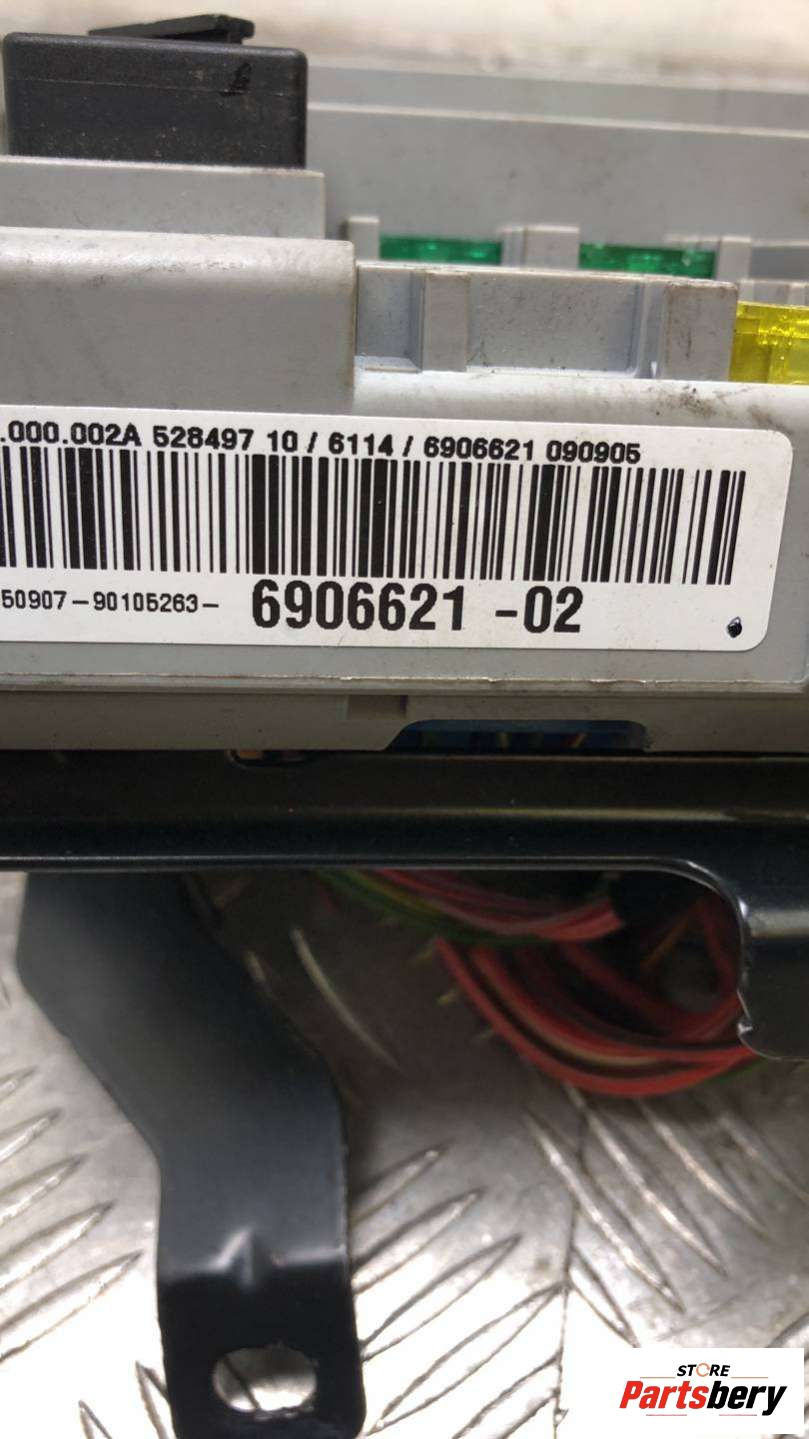 .000.002A 528497 10 / 6114 / 6906621 090905
50907-90105263- 6906621 -02
STORE
Partsbery